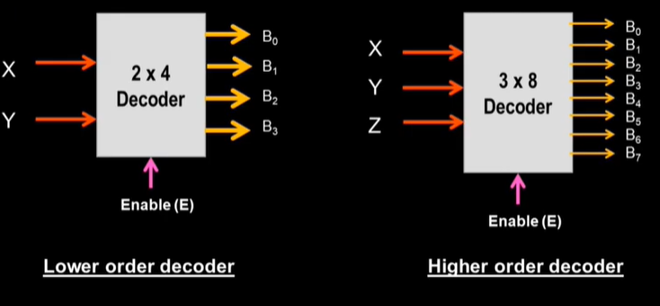 X
Y
2 x 4
Decoder
B₀
B₁
B₂
B₃
Enable (E)
Lower order decoder
X
Y
Z
3 x 8
Decoder
B₀
B₁
B₂
B₃
B₄
B₅
B₆
B₇
Enable (E)
Higher order decoder